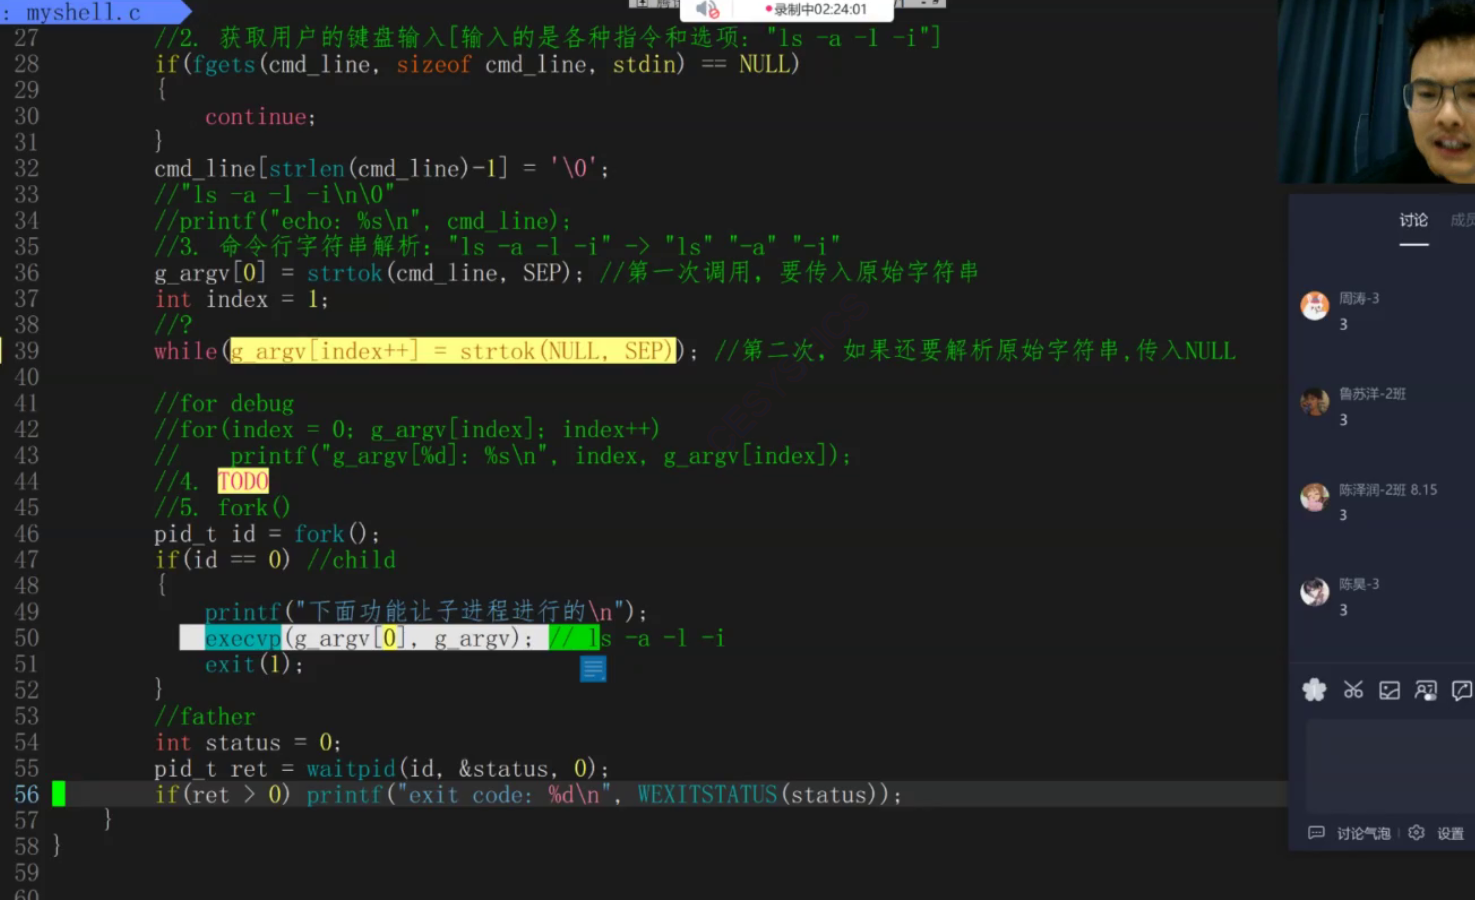 : myshell.c
录制中02:24:01
27 //2. 获取用户的键盘输入[输入的是各种指令和选项: "ls -a -l -i"]
28 if(fgets(cmd_line, sizeof cmd_line, stdin) == NULL)
29 {
30 continue;
31 }
32 cmd_line[strlen(cmd_line)-1] = '\0';
33 //"ls -a -l -i\n\0"
34 //printf("echo: %s\n", cmd_line);
35 //3. 命令行字符串解析: "ls -a -l -i" -> "ls" "-a" "-i"
36 g_argv[0] = strtok(cmd_line, SEP); //第一次调用, 要传入原始字符串
37 int index = 1;
38 //?
39 while(g_argv[index++] = strtok(NULL, SEP)); //第二次, 如果还要解析原始字符串,传入NULL
40
41 //for debug
42 //for(index = 0; g_argv[index]; index++)
43 // printf("g_argv[%d]: %s\n", index, g_argv[index]);
44 //4. TODO
45 //5. fork()
46 pid_t id = fork();
47 if(id == 0) //child
48 {
49 printf("下面功能让子进程进行的\n");
50 execvp(g_argv[0], g_argv); // ls -a -l -i
51 exit(1);
52 }
53 //father
54 int status = 0;
55 pid_t ret = waitpid(id, &status, 0);
56 if(ret > 0) printf("exit code: %d\n", WEXITSTATUS(status));
57 }
58 }
59
60
讨论 成员
周涛-3
3
鲁苏洋-2班
3
陈泽润-2班 8.15
3
陈昊-3
3
讨论气泡 设置